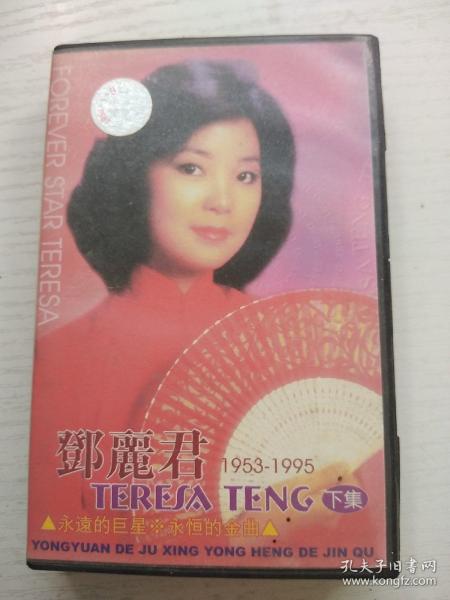 FOREVER STAR TERESA
鄧麗君 1953-1995
TERESA TENG 下集
▲永遠的巨星※永恒的金曲▲
YONGYUAN DE JU XING YONG HENG DE JIN QU
孔夫子旧书网
www.kongfz.com